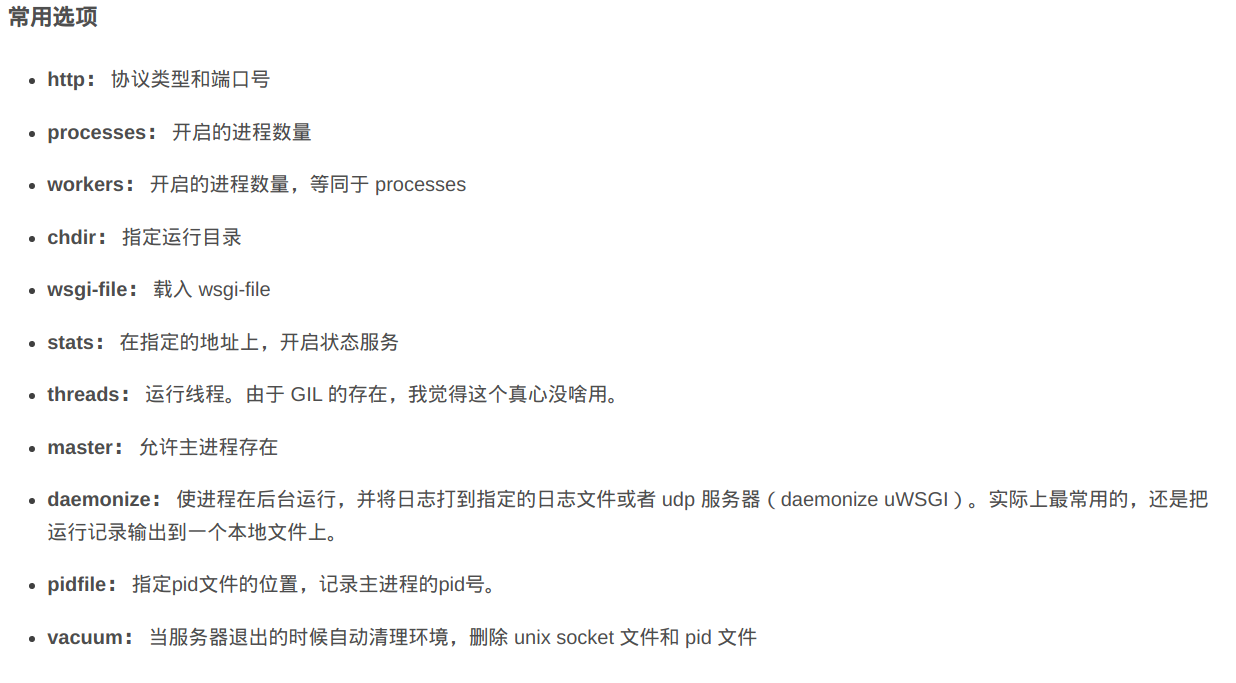 常用选项
http： 协议类型和端口号
processes： 开启的进程数量
workers： 开启的进程数量，等同于 processes
chdir： 指定运行目录
wsgi-file： 载入 wsgi-file
stats： 在指定的地址上，开启状态服务
threads： 运行线程。由于 GIL 的存在，我觉得这个真心没啥用。
master： 允许主进程存在
daemonize： 使进程在后台运行，并将日志打到指定的日志文件或者 udp 服务器（daemonize uWSGI）。实际上最常用的，还是把
运行记录输出到一个本地文件上。
pidfile： 指定pid文件的位置，记录主进程的pid号。
vacuum： 当服务器退出的时候自动清理环境，删除 unix socket 文件和 pid 文件